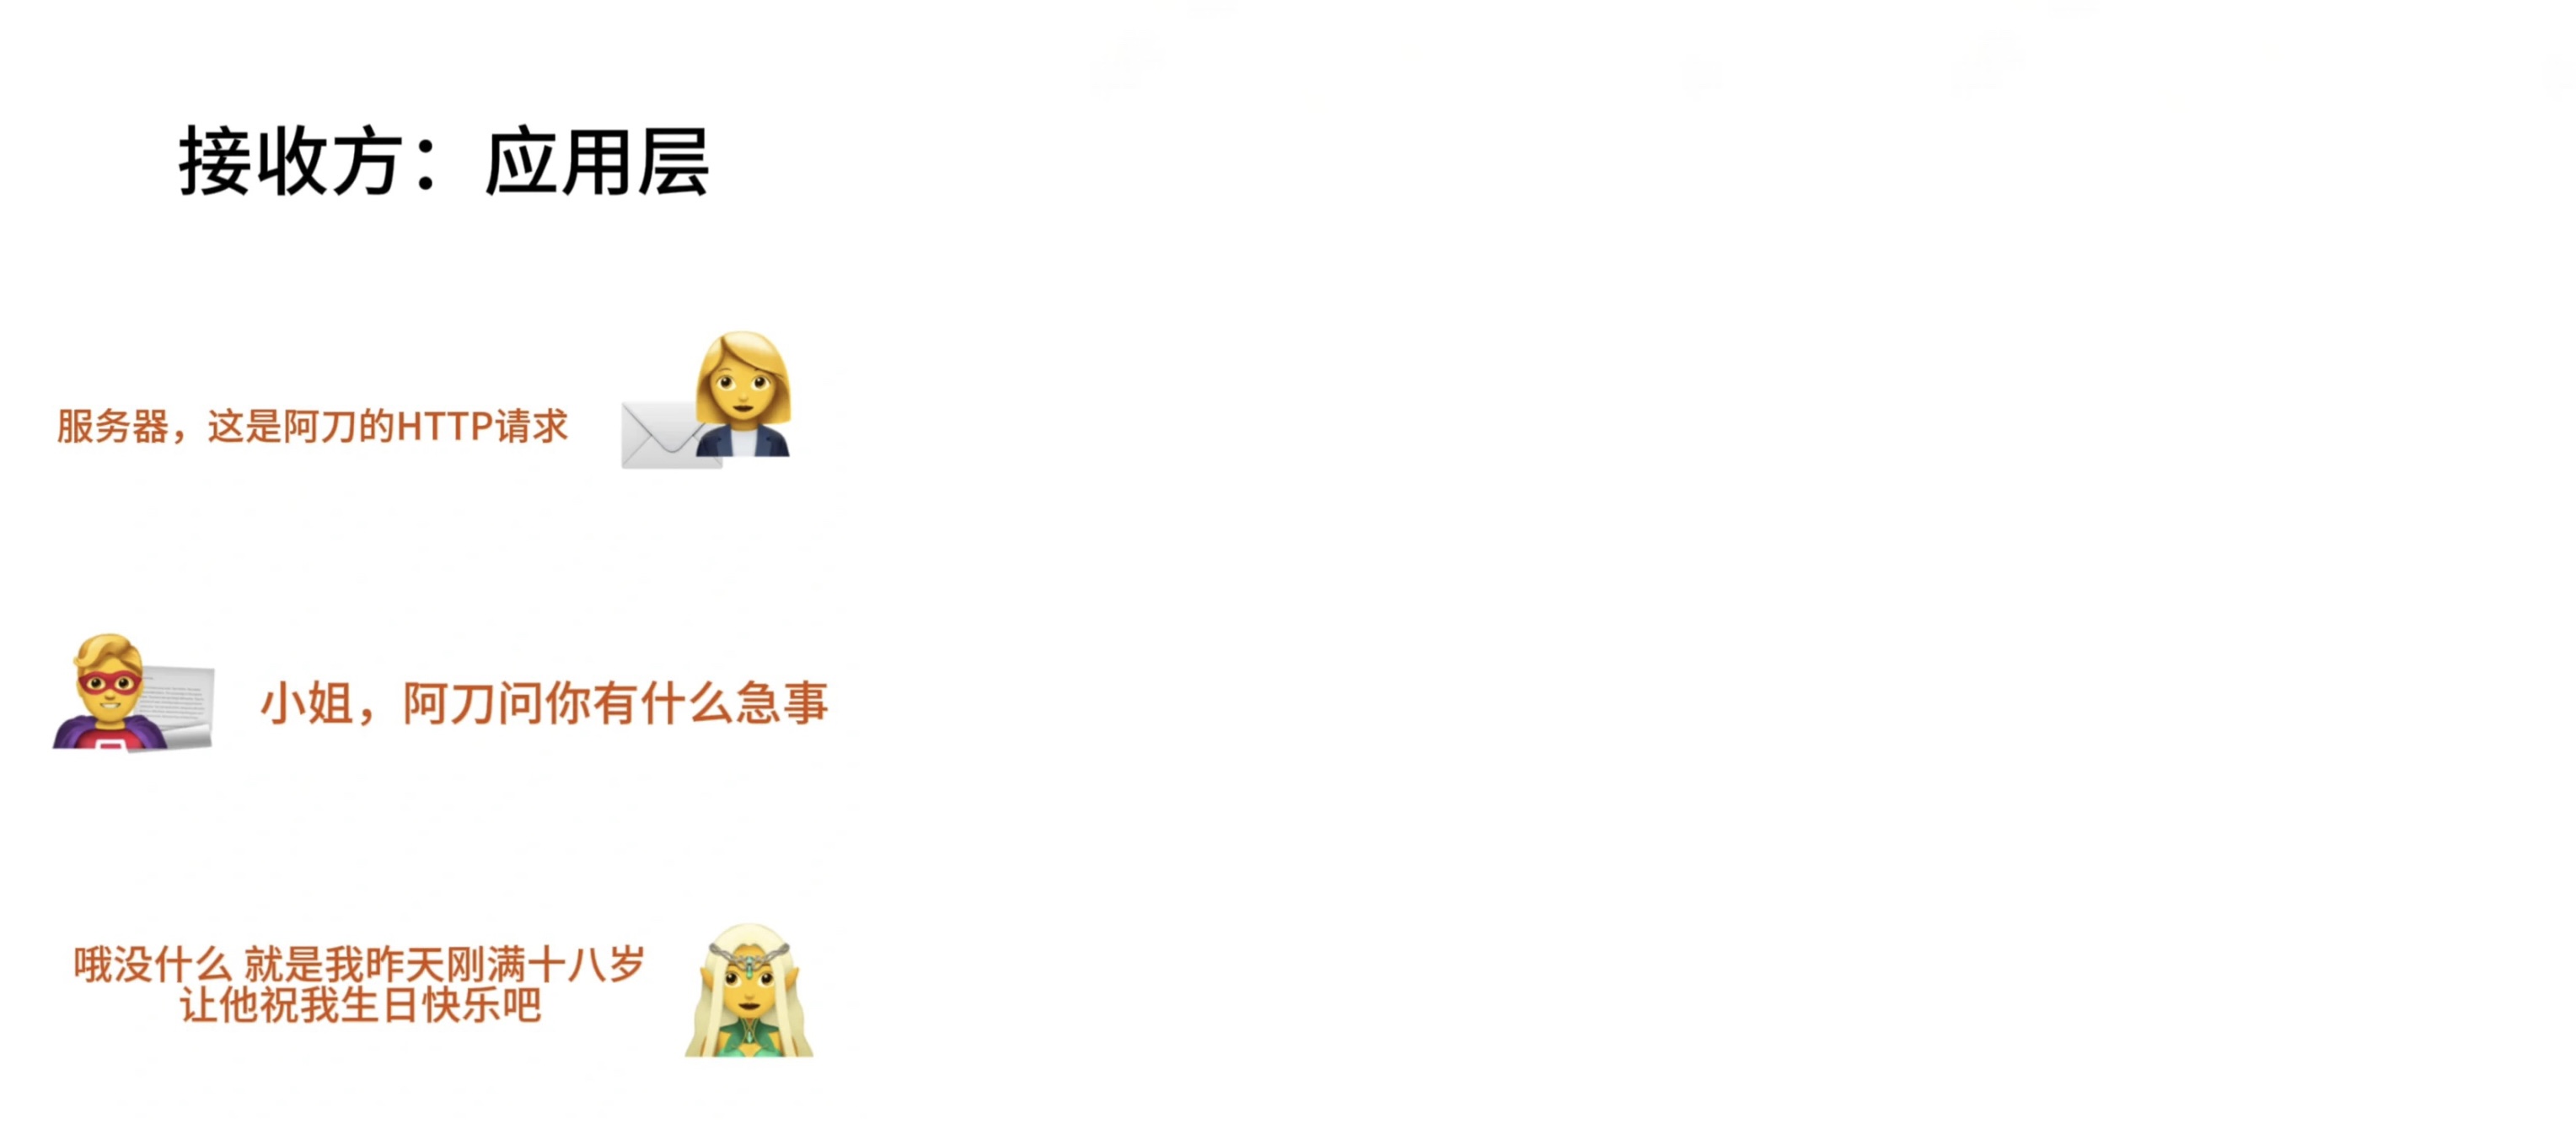 接收方：应用层
服务器，这是阿刀的HTTP请求
小姐，阿刀问你有什么急事
哦没什么 就是我昨天刚满十八岁
让他祝我生日快乐吧